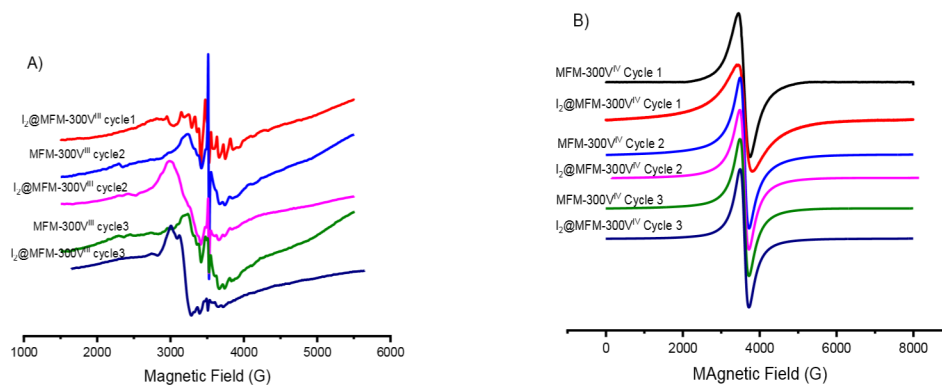 A)
I₂@MFM-300Vᴵᴵᴵ cycle1
MFM-300Vᴵᴵᴵ cycle2
I₂@MFM-300Vᴵᴵᴵ cycle2
MFM-300Vᴵᴵᴵ cycle3
I₂@MFM-300Vᴵᴵᴵ cycle3
1000 2000 3000 4000 5000 6000
Magnetic Field (G)
B)
MFM-300Vᴵⱽ Cycle 1
I₂@MFM-300Vᴵⱽ Cycle 1
MFM-300Vᴵⱽ Cycle 2
I₂@MFM-300Vᴵⱽ Cycle 2
MFM-300Vᴵⱽ Cycle 3
I₂@MFM-300Vᴵⱽ Cycle 3
0 2000 4000 6000 8000
MAgnetic Field (G)